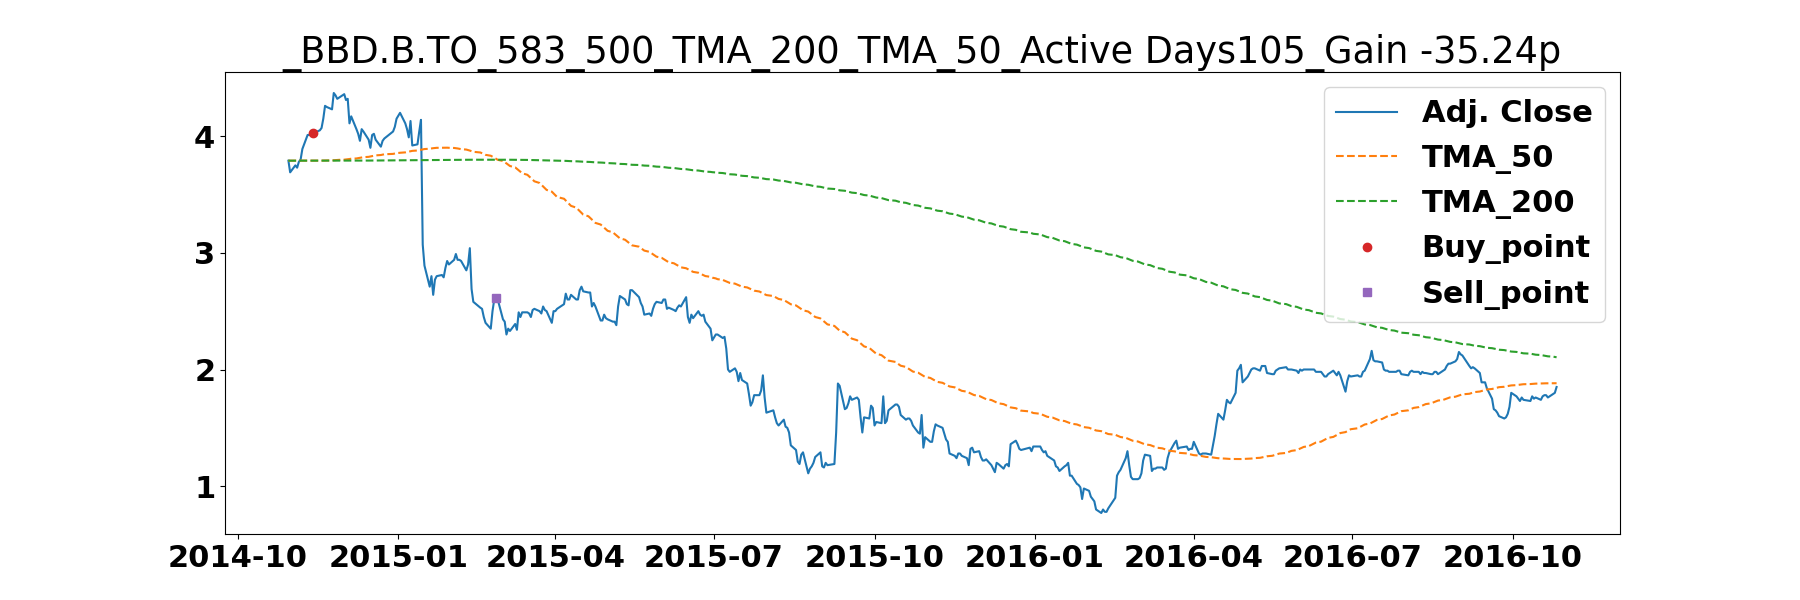 _BBD.B.TO_583_500_TMA_200_TMA_50_Active Days105_Gain -35.24p
Adj. Close
TMA_50
TMA_200
Buy_point
Sell_point
4
3
2
1
2014-10 2015-01 2015-04 2015-07 2015-10 2016-01 2016-04 2016-07 2016-10